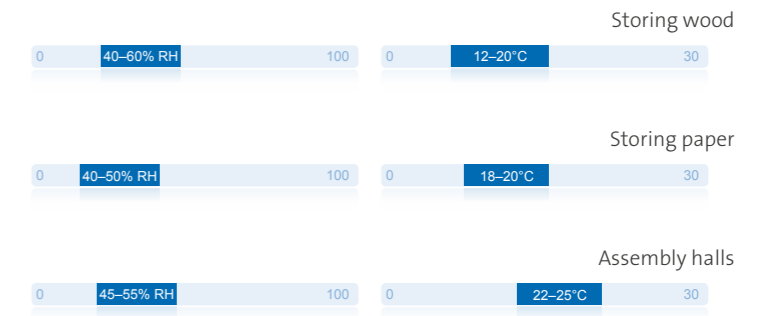 Storing wood
0 40–60% RH 100 0 12–20°C 30
Storing paper
0 40–50% RH 100 0 18–20°C 30
Assembly halls
0 45–55% RH 100 0 22–25°C 30